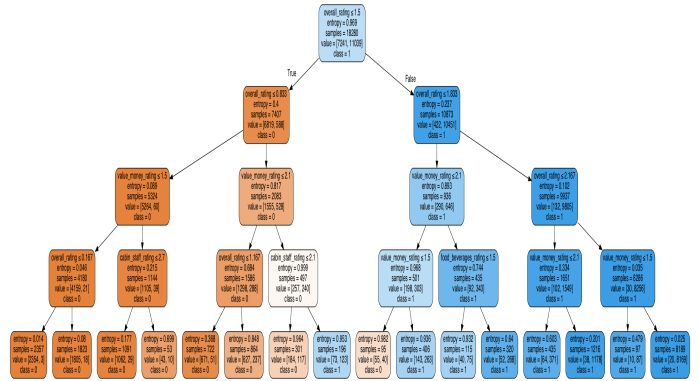 overall_rating ≤ 1.5
entropy = 0.969
samples = 18280
value = [7241, 11039]
class = 1
True
False
overall_rating ≤ 0.833
entropy = 0.4
samples = 7407
value = [6819, 588]
class = 0
overall_rating ≤ 1.833
entropy = 0.237
samples = 10873
value = [422, 10451]
class = 1
value_money_rating ≤ 1.5
entropy = 0.089
samples = 5324
value = [5264, 60]
class = 0
value_money_rating ≤ 2.1
entropy = 0.817
samples = 2083
value = [1555, 528]
class = 0
value_money_rating ≤ 2.1
entropy = 0.893
samples = 936
value = [290, 646]
class = 1
overall_rating ≤ 2.167
entropy = 0.102
samples = 9937
value = [132, 9805]
class = 1
overall_rating ≤ 0.167
entropy = 0.046
samples = 4180
value = [4159, 21]
class = 0
cabin_staff_rating ≤ 2.7
entropy = 0.215
samples = 1144
value = [1105, 39]
class = 0
overall_rating ≤ 1.167
entropy = 0.684
samples = 1586
value = [1298, 288]
class = 0
cabin_staff_rating ≤ 2.1
entropy = 0.999
samples = 497
value = [257, 240]
class = 0
value_money_rating ≤ 1.5
entropy = 0.968
samples = 501
value = [198, 303]
class = 1
food_beverages_rating ≤ 1.5
entropy = 0.744
samples = 435
value = [92, 343]
class = 1
value_money_rating ≤ 2.1
entropy = 0.334
samples = 1651
value = [102, 1549]
class = 1
value_money_rating ≤ 1.5
entropy = 0.035
samples = 8286
value = [30, 8256]
class = 1
entropy = 0.014
samples = 2357
value = [2354, 3]
class = 0
entropy = 0.08
samples = 1823
value = [1805, 18]
class = 0
entropy = 0.177
samples = 1091
value = [1062, 29]
class = 0
entropy = 0.699
samples = 53
value = [43, 10]
class = 0
entropy = 0.368
samples = 722
value = [671, 51]
class = 0
entropy = 0.848
samples = 864
value = [627, 237]
class = 0
entropy = 0.964
samples = 301
value = [184, 117]
class = 0
entropy = 0.953
samples = 196
value = [73, 123]
class = 1
entropy = 0.982
samples = 95
value = [55, 40]
class = 0
entropy = 0.936
samples = 406
value = [143, 263]
class = 1
entropy = 0.932
samples = 115
value = [40, 75]
class = 1
entropy = 0.64
samples = 320
value = [52, 268]
class = 1
entropy = 0.603
samples = 435
value = [64, 371]
class = 1
entropy = 0.201
samples = 1216
value = [38, 1178]
class = 1
entropy = 0.479
samples = 97
value = [10, 87]
class = 1
entropy = 0.025
samples = 8189
value = [20, 8169]
class = 1